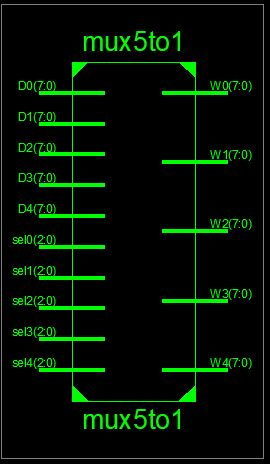 mux5to1
D0(7:0)
W0(7:0)
D1(7:0)
D2(7:0)
W1(7:0)
D3(7:0)
D4(7:0)
W2(7:0)
sel0(2:0)
sel1(2:0)
sel2(2:0)
W3(7:0)
sel3(2:0)
sel4(2:0)
W4(7:0)
mux5to1